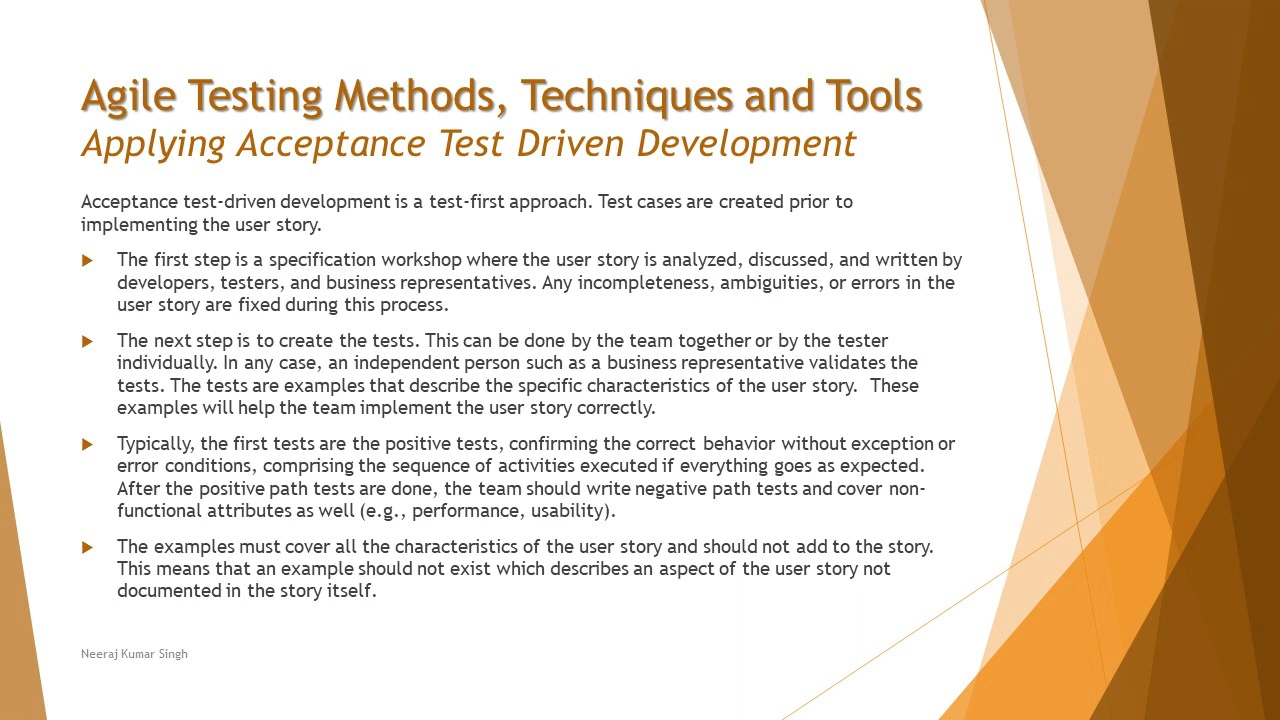 Agile Testing Methods, Techniques and Tools
Applying Acceptance Test Driven Development
Acceptance test-driven development is a test-first approach. Test cases are created prior to
implementing the user story.
The first step is a specification workshop where the user story is analyzed, discussed, and written by
developers, testers, and business representatives. Any incompleteness, ambiguities, or errors in the
user story are fixed during this process.
The next step is to create the tests. This can be done by the team together or by the tester
individually. In any case, an independent person such as a business representative validates the
tests. The tests are examples that describe the specific characteristics of the user story.  These
examples will help the team implement the user story correctly.
Typically, the first tests are the positive tests, confirming the correct behavior without exception or
error conditions, comprising the sequence of activities executed if everything goes as expected.
After the positive path tests are done, the team should write negative path tests and cover non-
functional attributes as well (e.g., performance, usability).
The examples must cover all the characteristics of the user story and should not add to the story.
This means that an example should not exist which describes an aspect of the user story not
documented in the story itself.
Neeraj Kumar Singh